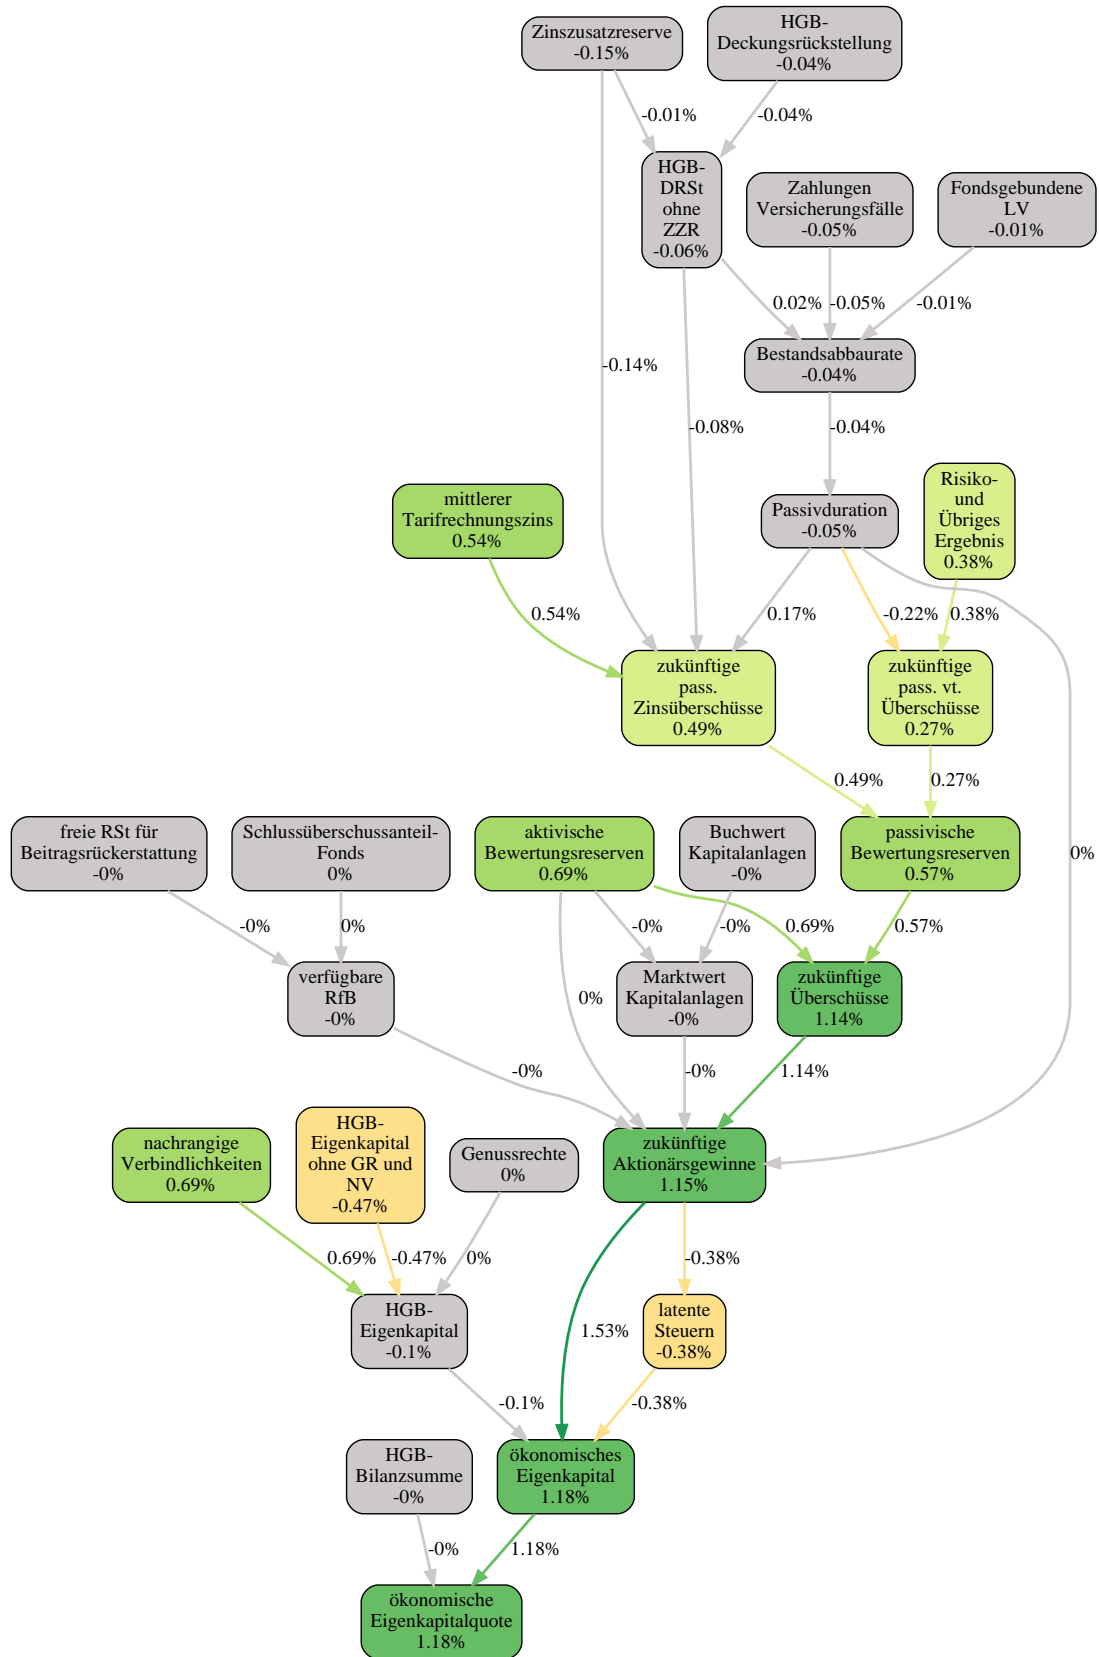 Zinszusatzreserve
-0.15%
HGB-
Deckungsrückstellung
-0.04%
-0.01%
-0.04%
HGB-
DRSt
ohne
ZZR
-0.06%
Zahlungen
Versicherungsfälle
-0.05%
Fondsgebundene
LV
-0.01%
0.02%
-0.05%
-0.01%
Bestandsabbaurate
-0.04%
-0.14%
-0.08%
-0.04%
mittlerer
Tarifrechnungszins
0.54%
Passivduration
-0.05%
Risiko-
und
Übriges
Ergebnis
0.38%
0.54%
0.17%
-0.22%
0.38%
zukünftige
pass.
Zinsüberschüsse
0.49%
zukünftige
pass. vt.
Überschüsse
0.27%
0.49%
0.27%
freie RSt für
Beitragsrückerstattung
-0%
Schlussüberschussanteil-
Fonds
0%
aktivische
Bewertungsreserven
0.69%
Buchwert
Kapitalanlagen
-0%
passivische
Bewertungsreserven
0.57%
0%
-0%
0%
-0%
-0%
0.69%
0.57%
verfügbare
RfB
-0%
0%
Marktwert
Kapitalanlagen
-0%
zukünftige
Überschüsse
1.14%
-0%
-0%
1.14%
nachrangige
Verbindlichkeiten
0.69%
HGB-
Eigenkapital
ohne GR und
NV
-0.47%
Genussrechte
0%
zukünftige
Aktionärsgewinne
1.15%
0.69%
-0.47%
0%
-0.38%
HGB-
Eigenkapital
-0.1%
1.53%
latente
Steuern
-0.38%
-0.1%
-0.38%
HGB-
Bilanzsumme
-0%
ökonomisches
Eigenkapital
1.18%
-0%
1.18%
ökonomische
Eigenkapitalquote
1.18%